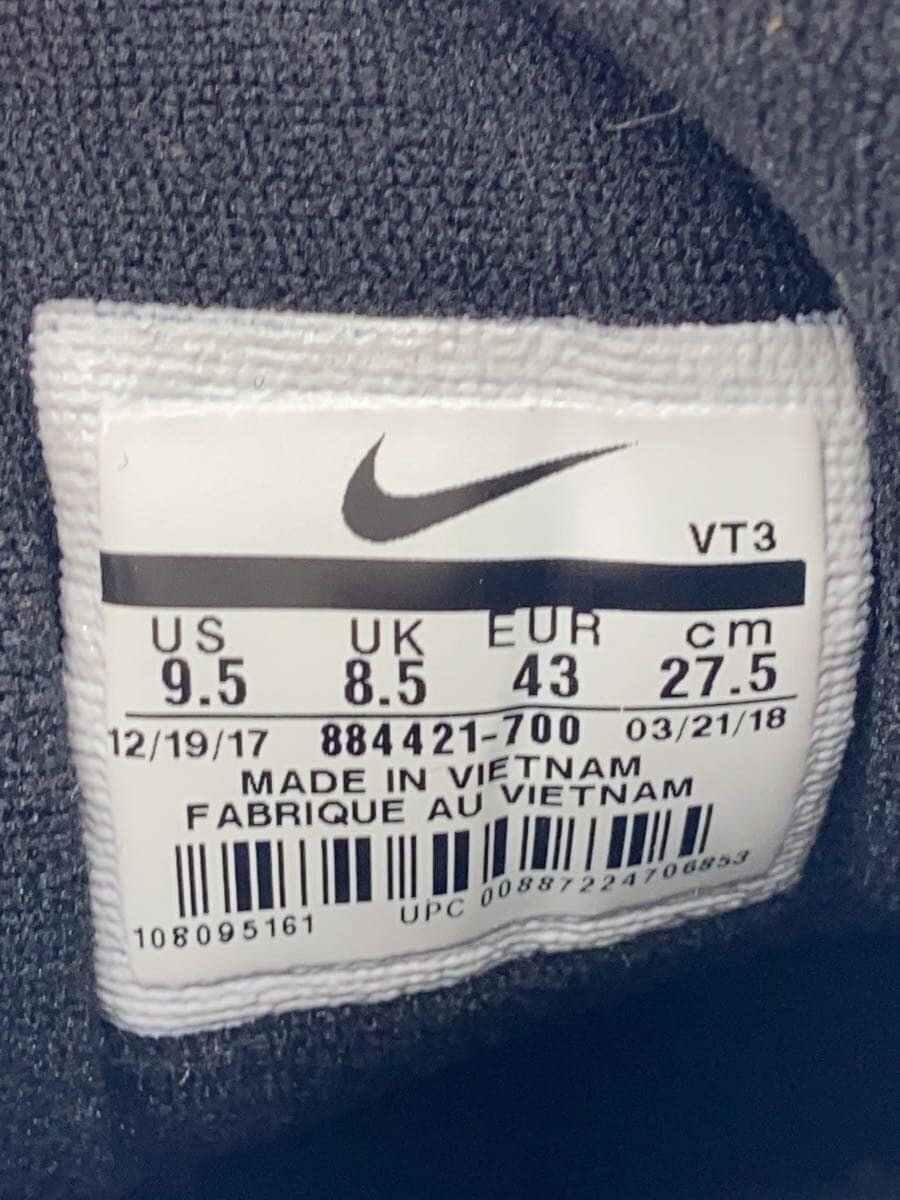 VT3
US UK EUR cm
9.5 8.5 43 27.5
12/19/17 884421-700 03/21/18
MADE IN VIETNAM
FABRIQUE AU VIETNAM
108095161 UPC 00887224706853